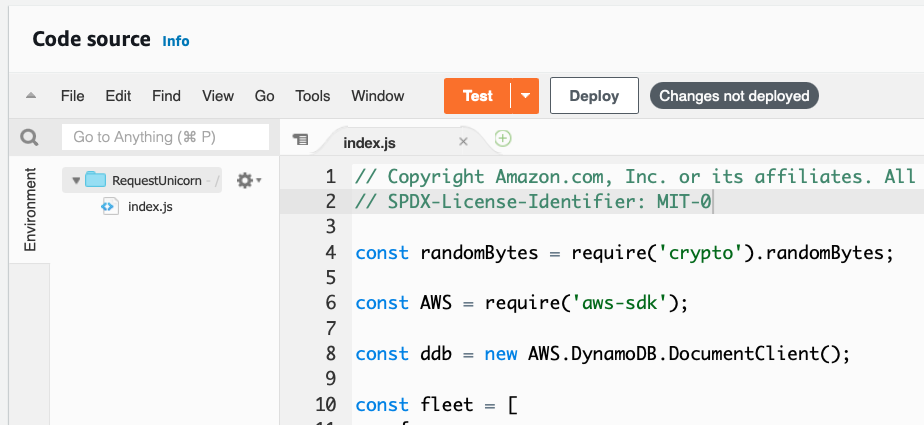 Code source Info
File Edit Find View Go Tools Window Test Deploy Changes not deployed
Go to Anything (⌘ P)
index.js
Environment
RequestUnicorn - /
index.js
1 // Copyright Amazon.com, Inc. or its affiliates. All
2 // SPDX-License-Identifier: MIT-0
3
4 const randomBytes = require('crypto').randomBytes;
5
6 const AWS = require('aws-sdk');
7
8 const ddb = new AWS.DynamoDB.DocumentClient();
9
10 const fleet = [